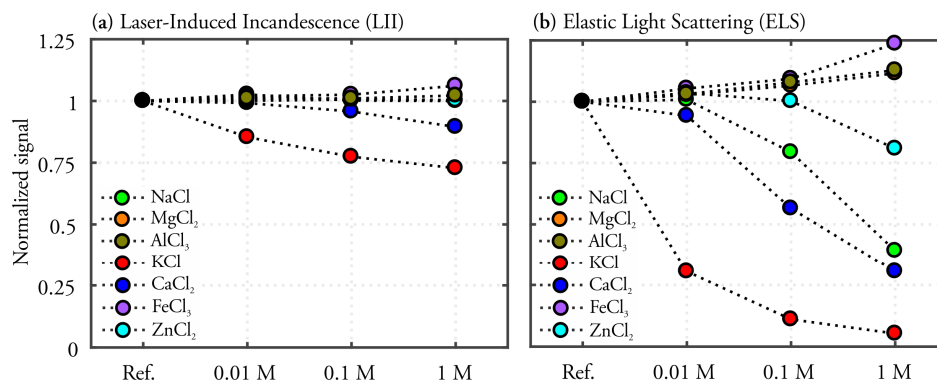 (a) Laser-Induced Incandescence (LII)
1.25
1
0.75
0.5
0.25
0
Normalized signal
NaCl
MgCl₂
AlCl₃
KCl
CaCl₂
FeCl₃
ZnCl₂
Ref.
0.01 M
0.1 M
1 M
(b) Elastic Light Scattering (ELS)
NaCl
MgCl₂
AlCl₃
KCl
CaCl₂
FeCl₃
ZnCl₂
Ref.
0.01 M
0.1 M
1 M